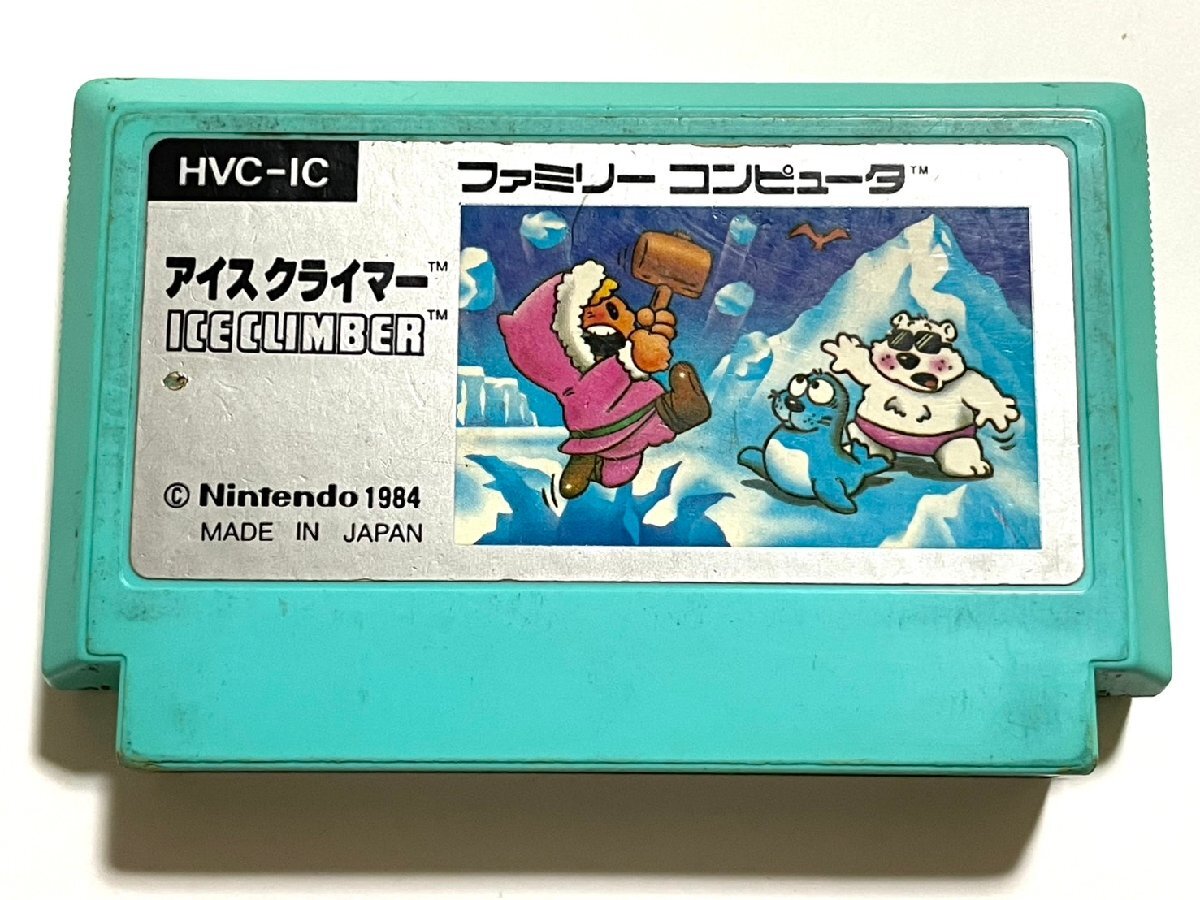 HVC-IC
ファミリー コンピュータ™
アイスクライマー™
ICE CLIMBER™
© Nintendo 1984
MADE IN JAPAN